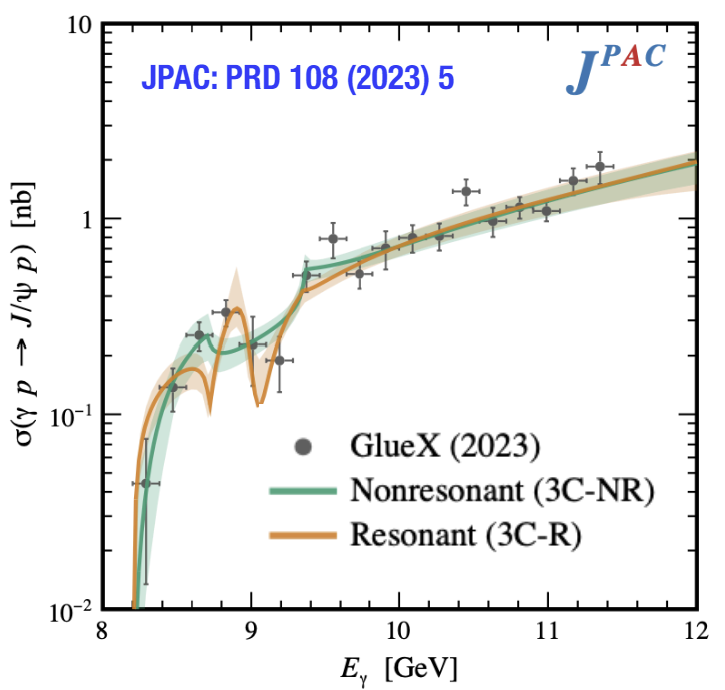 JPAC: PRD 108 (2023) 5
JPAC
10
1
10⁻¹
10⁻²
σ(γ p → J/ψ p) [nb]
GlueX (2023)
Nonresonant (3C-NR)
Resonant (3C-R)
8 9 10 11 12
E_γ [GeV]